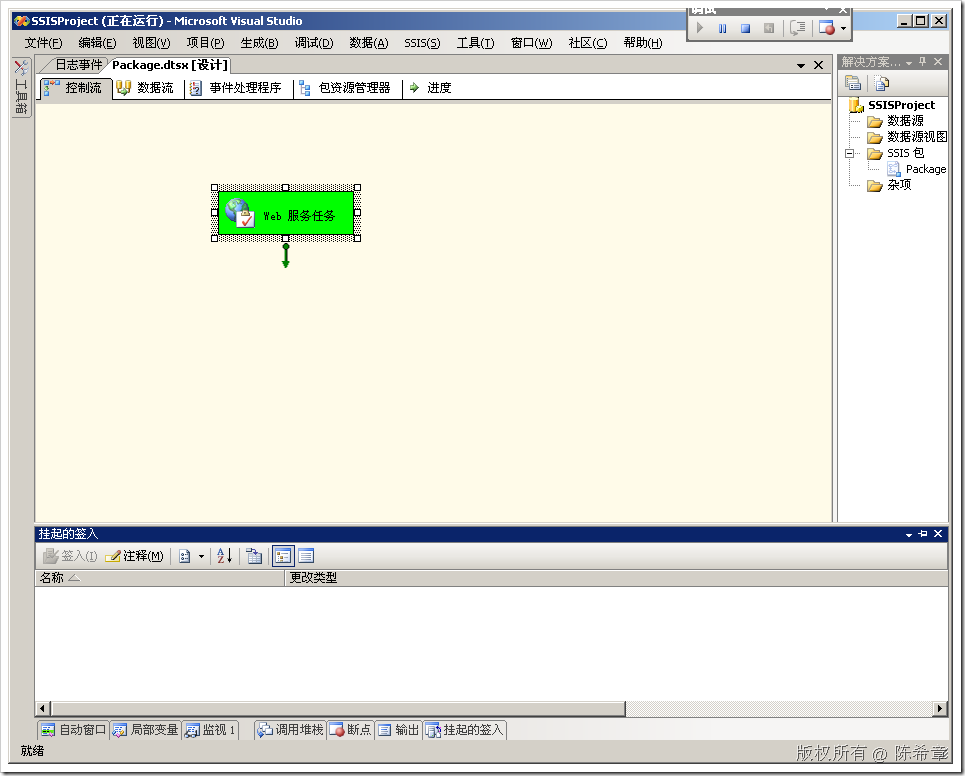 SSISProject (正在运行) - Microsoft Visual Studio
调试
文件(F) 编辑(E) 视图(V) 项目(P) 生成(B) 调试(D) 数据(A) SSIS(S) 工具(T) 窗口(W) 社区(C) 帮助(H)
工具箱
日志事件 Package.dtsx [设计]
控制流 数据流 事件处理程序 包资源管理器 进度
Web 服务任务
解决方案...
SSISProject
数据源
数据源视图
SSIS 包
Package
杂项
挂起的签入
签入(I) 注释(M)
名称 更改类型
自动窗口 局部变量 监视 1 调用堆栈 断点 输出 挂起的签入
就绪
版权所有 @ 陈希章